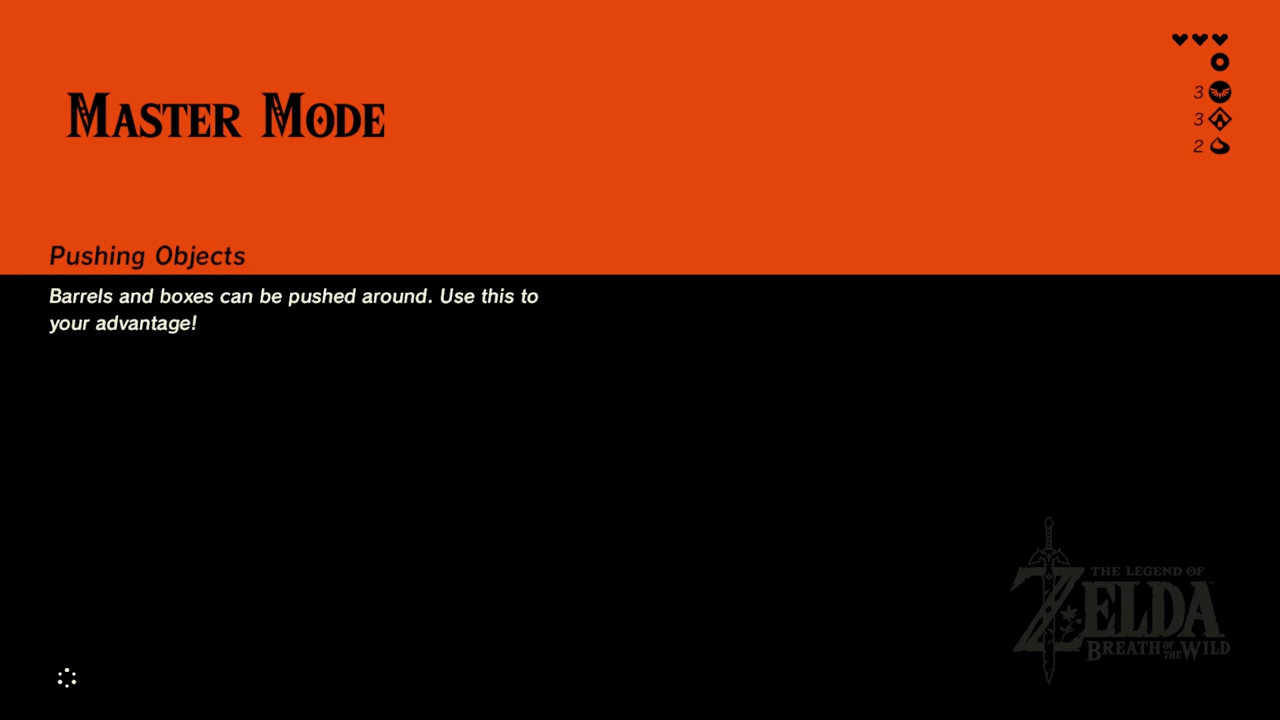 Master Mode
3
3
2
Pushing Objects
Barrels and boxes can be pushed around. Use this to
your advantage!
THE LEGEND OF
ZELDA
BREATH OF THE WILD